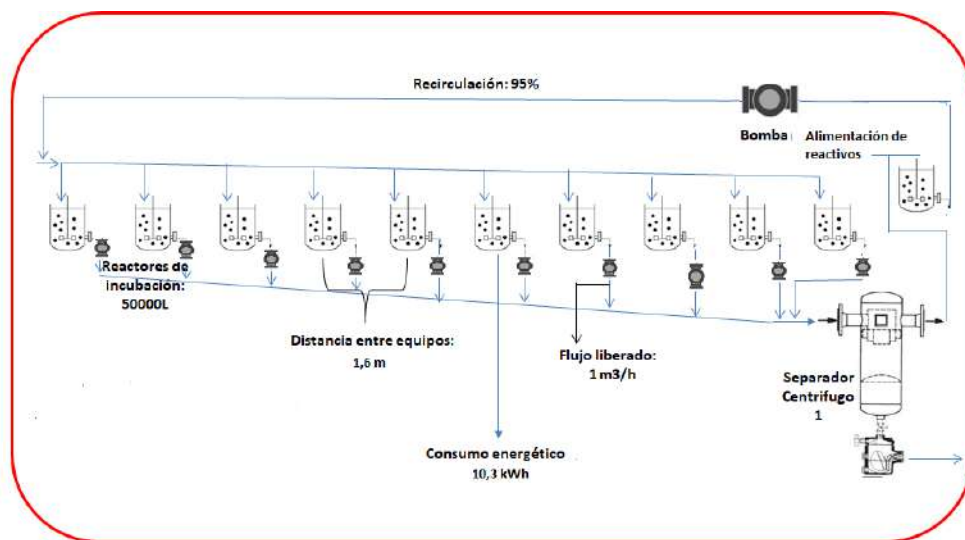 Recirculación: 95%
Bomba
Alimentación de
reactivos
Reactores de
incubación:
50000L
Distancia entre equipos:
1,6 m
Flujo liberado:
1 m3/h
Separador
Centrifugo
1
Consumo energético
10,3 kWh